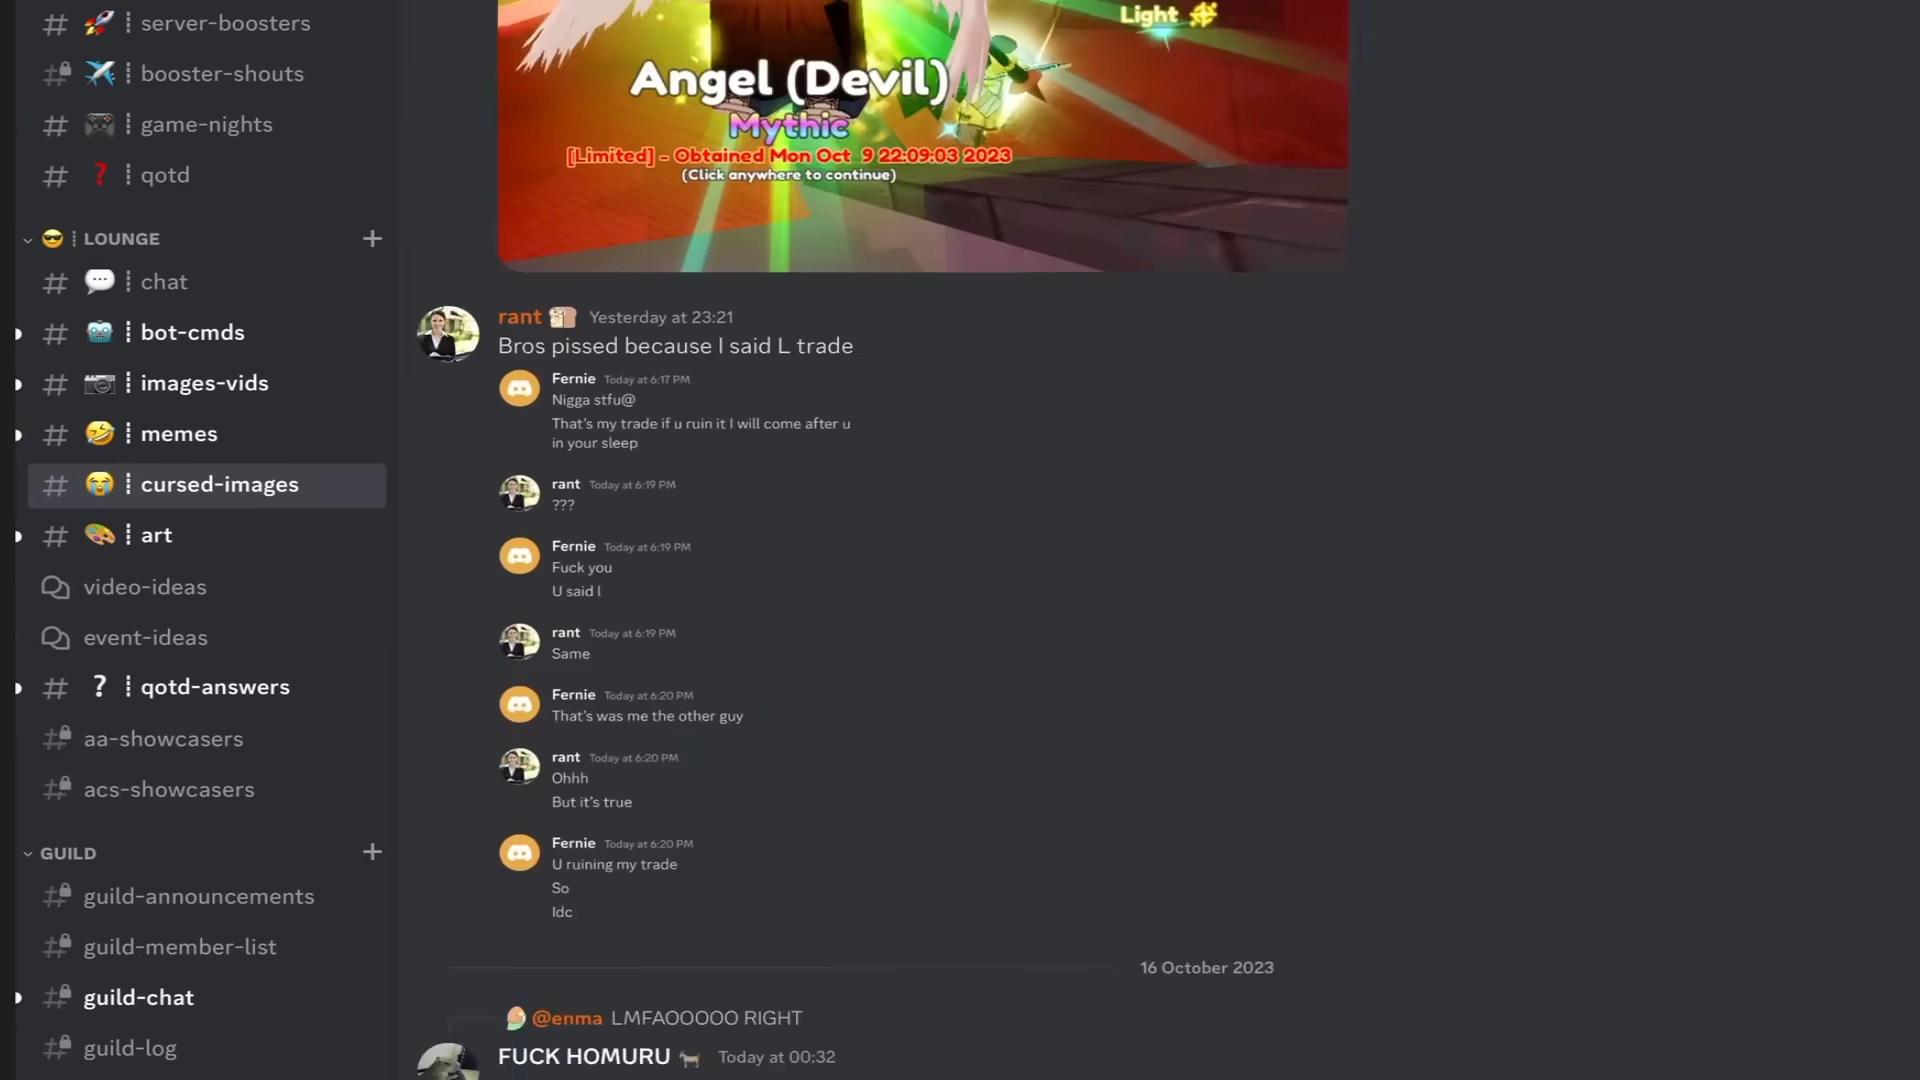 server-boosters
booster-shouts
game-nights
qotd
LOUNGE
chat
bot-cmds
images-vids
memes
cursed-images
art
video-ideas
event-ideas
qotd-answers
aa-showcasers
acs-showcasers
GUILD
guild-announcements
guild-member-list
guild-chat
guild-log
Light
Angel (Devil)
Mythic
[Limited] - Obtained Mon Oct 9 22:09:03 2023
(Click anywhere to continue)
rant Yesterday at 23:21
Bros pissed because I said L trade
Fernie Today at 6:17 PM
Nigga stfu@
That's my trade if u ruin it I will come after u
in your sleep
rant Today at 6:19 PM
???
Fernie Today at 6:19 PM
Fuck you
U said l
rant Today at 6:19 PM
Same
Fernie Today at 6:20 PM
That's was me the other guy
rant Today at 6:20 PM
Ohhh
But it's true
Fernie Today at 6:20 PM
U ruining my trade
So
Idc
16 October 2023
@enma LMFAOOOOO RIGHT
FUCK HOMURU Today at 00:32